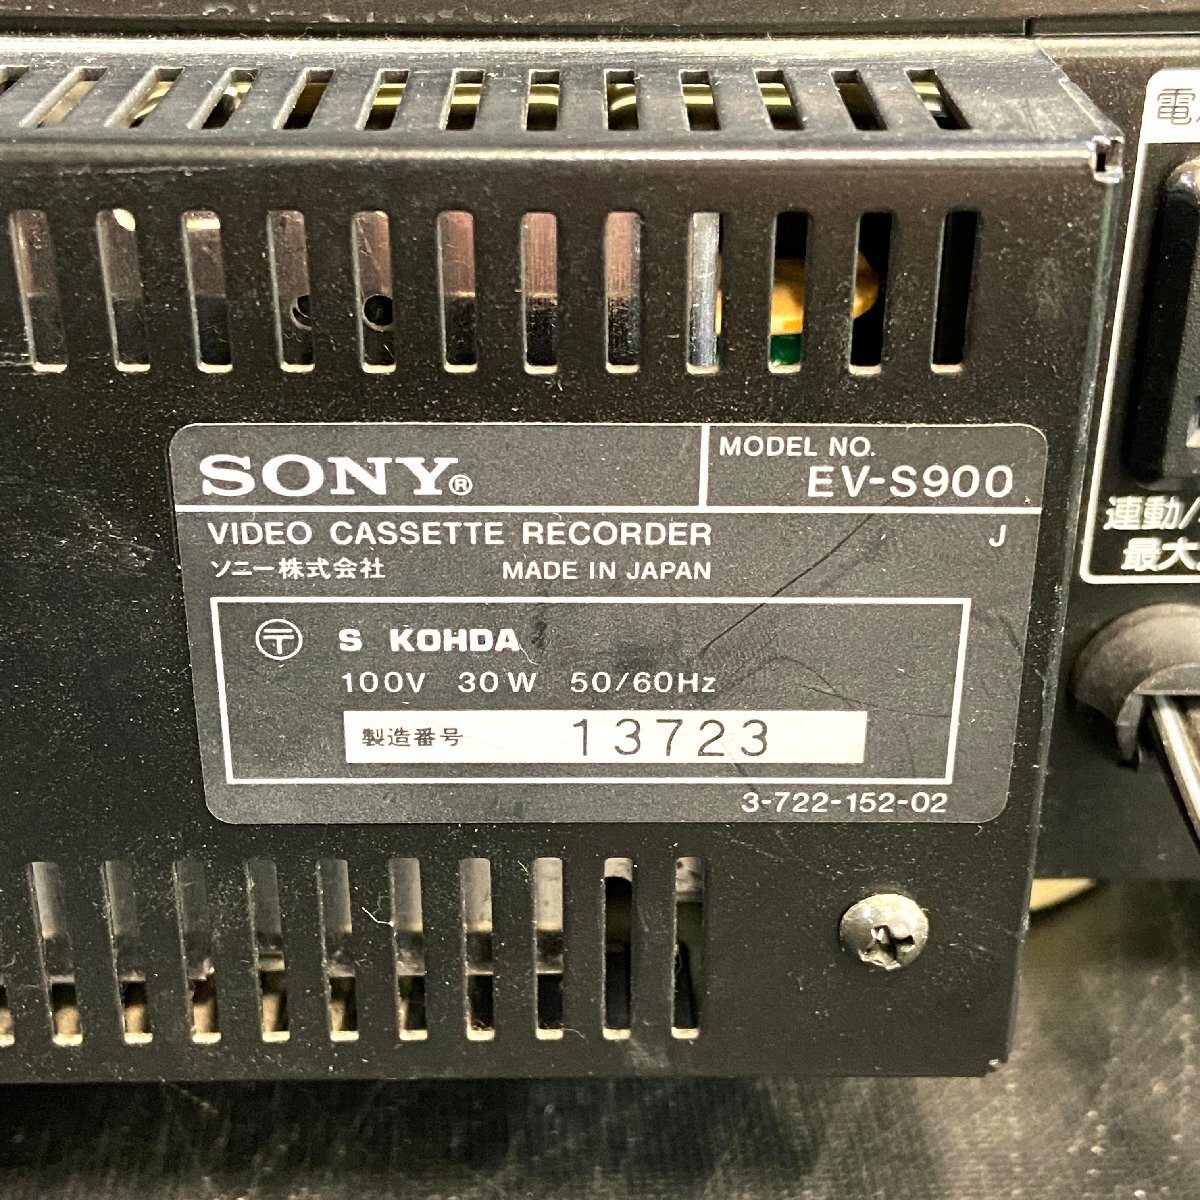 SONY®
MODEL NO.
EV-S900
VIDEO CASSETTE RECORDER J
ソニー株式会社 MADE IN JAPAN
〒 S KOHDA
100V 30W 50/60Hz
製造番号 13723
3-722-152-02
電
連動/
最大